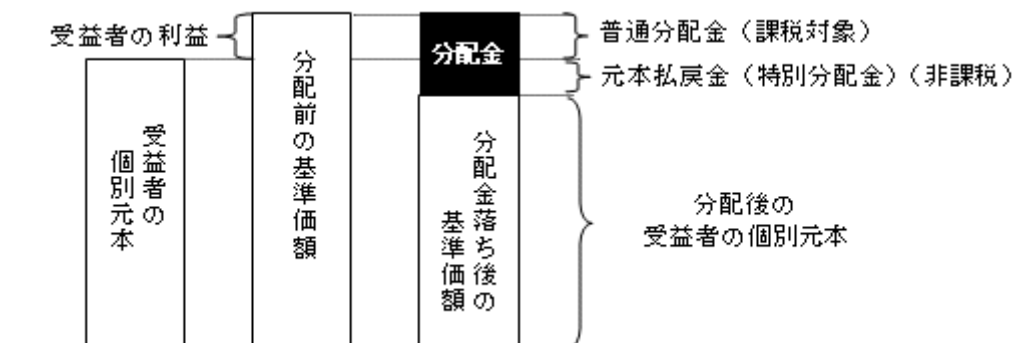 受益者の利益
分配金
普通分配金（課税対象）
元本払戻金（特別分配金）（非課税）
受益者の
個別元本
分配前の基準価額
分配金落ち後の
基準価額
分配後の
受益者の個別元本